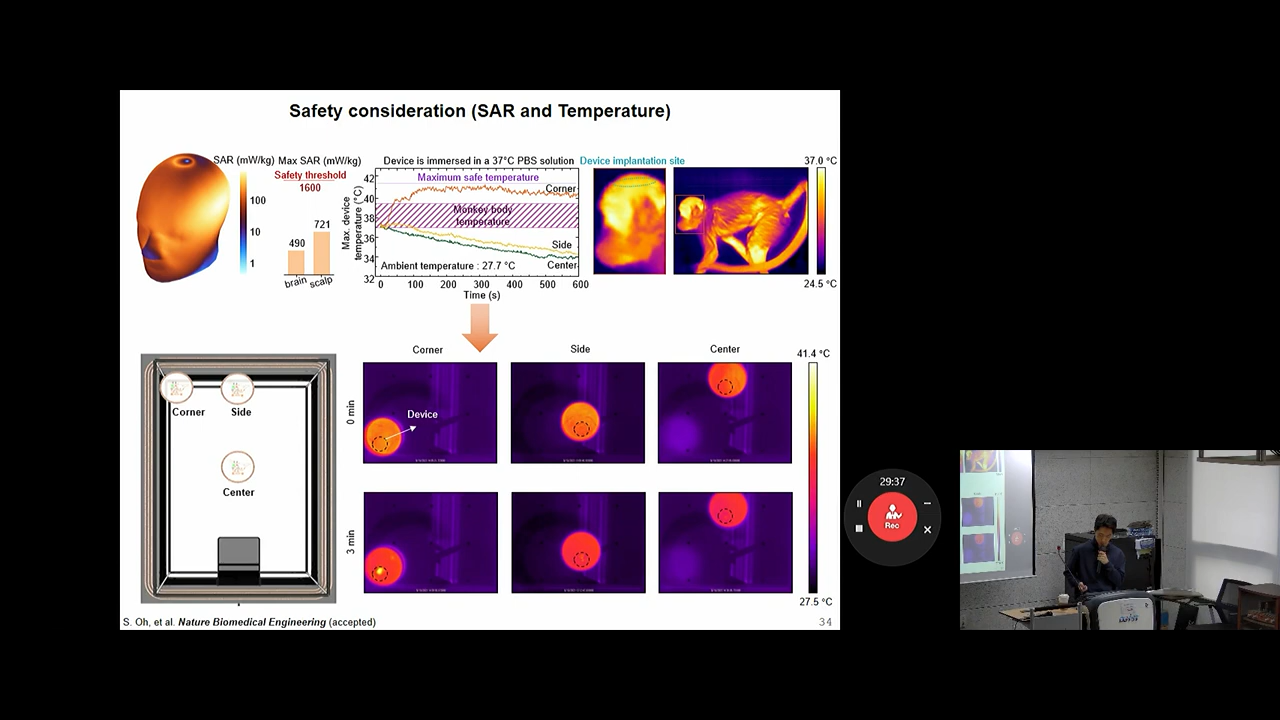 Safety consideration (SAR and Temperature)
SAR (mW/kg)
100
10
1
Max SAR (mW/kg)
Safety threshold
1600
490
721
brain
scalp
Device is immersed in a 37°C PBS solution
Max. device
temperature (°C)
42
40
38
36
34
32
Maximum safe temperature
Corner
Monkey body
temperature
Side
Center
Ambient temperature : 27.7 °C
0
100
200
300
400
500
600
Time (s)
Device implantation site
37.0 °C
24.5 °C
Corner
Side
Center
Corner
Side
Center
0 min
Device
3 min
41.4 °C
27.5 °C
S. Oh, et al. Nature Biomedical Engineering (accepted)
34
29:37
Rec